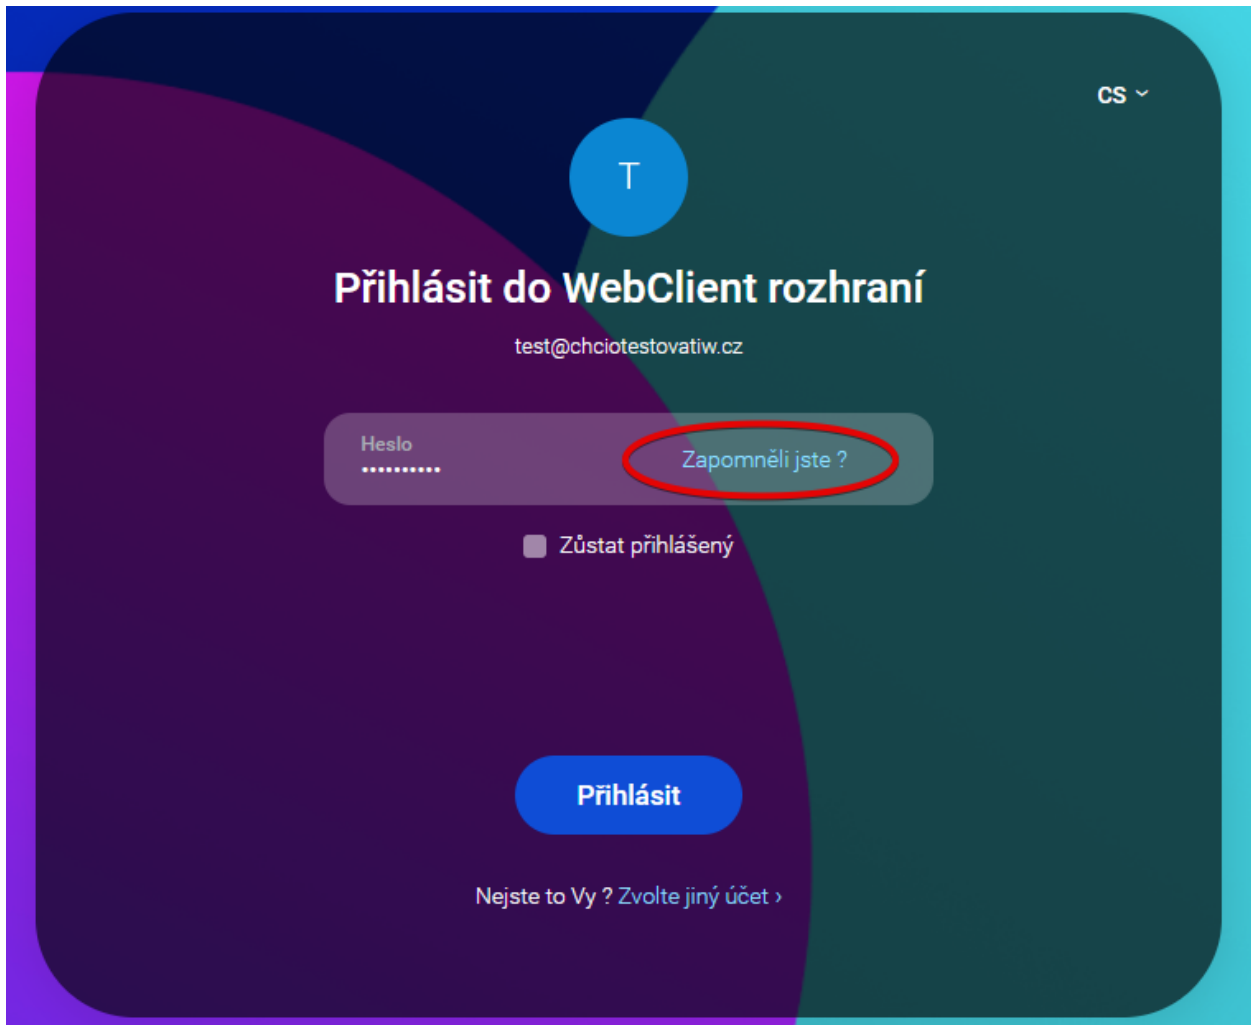 CS
T
Přihlásit do WebClient rozhraní
test@chciotestovatiw.cz
Heslo
Zapomněli jste ?
Zůstat přihlášený
Přihlásit
Nejste to Vy ? Zvolte jiný účet ›